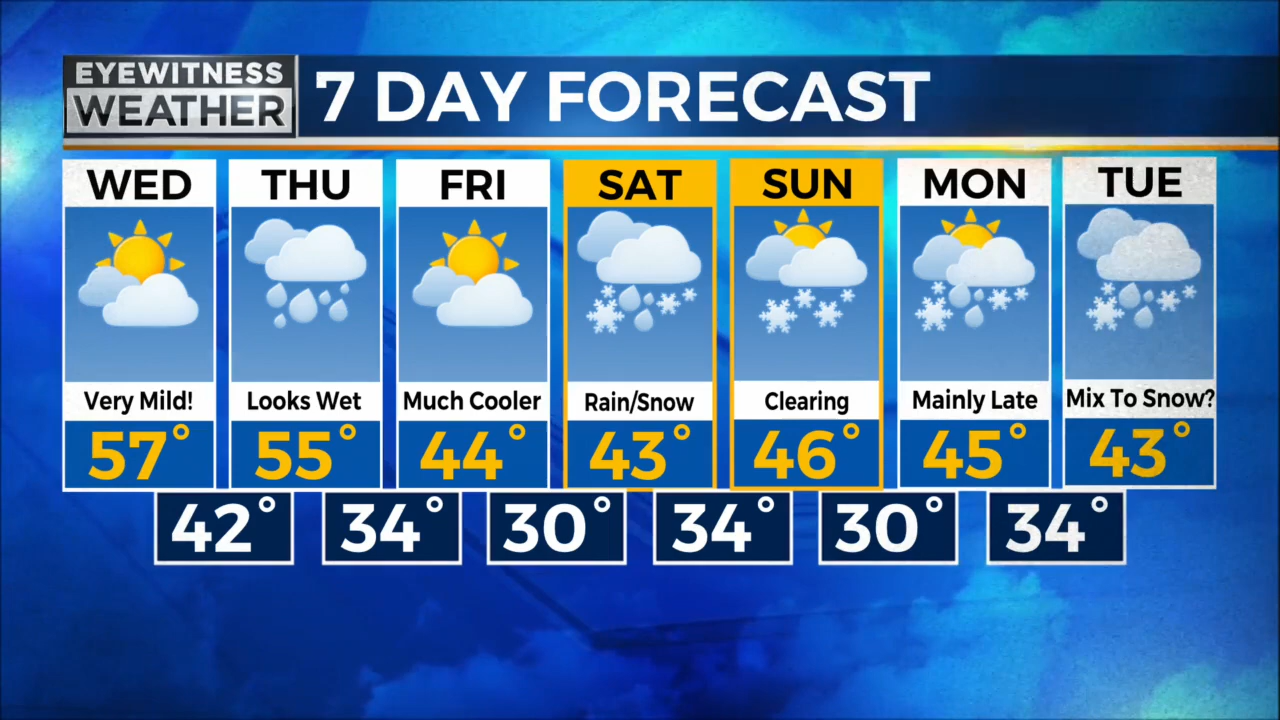 EYEWITNESS
WEATHER
7 DAY FORECAST
WED THU FRI SAT SUN MON TUE
Very Mild! Looks Wet Much Cooler Rain/Snow Clearing Mainly Late Mix To Snow?
57° 55° 44° 43° 46° 45° 43°
42° 34° 30° 34° 30° 34°